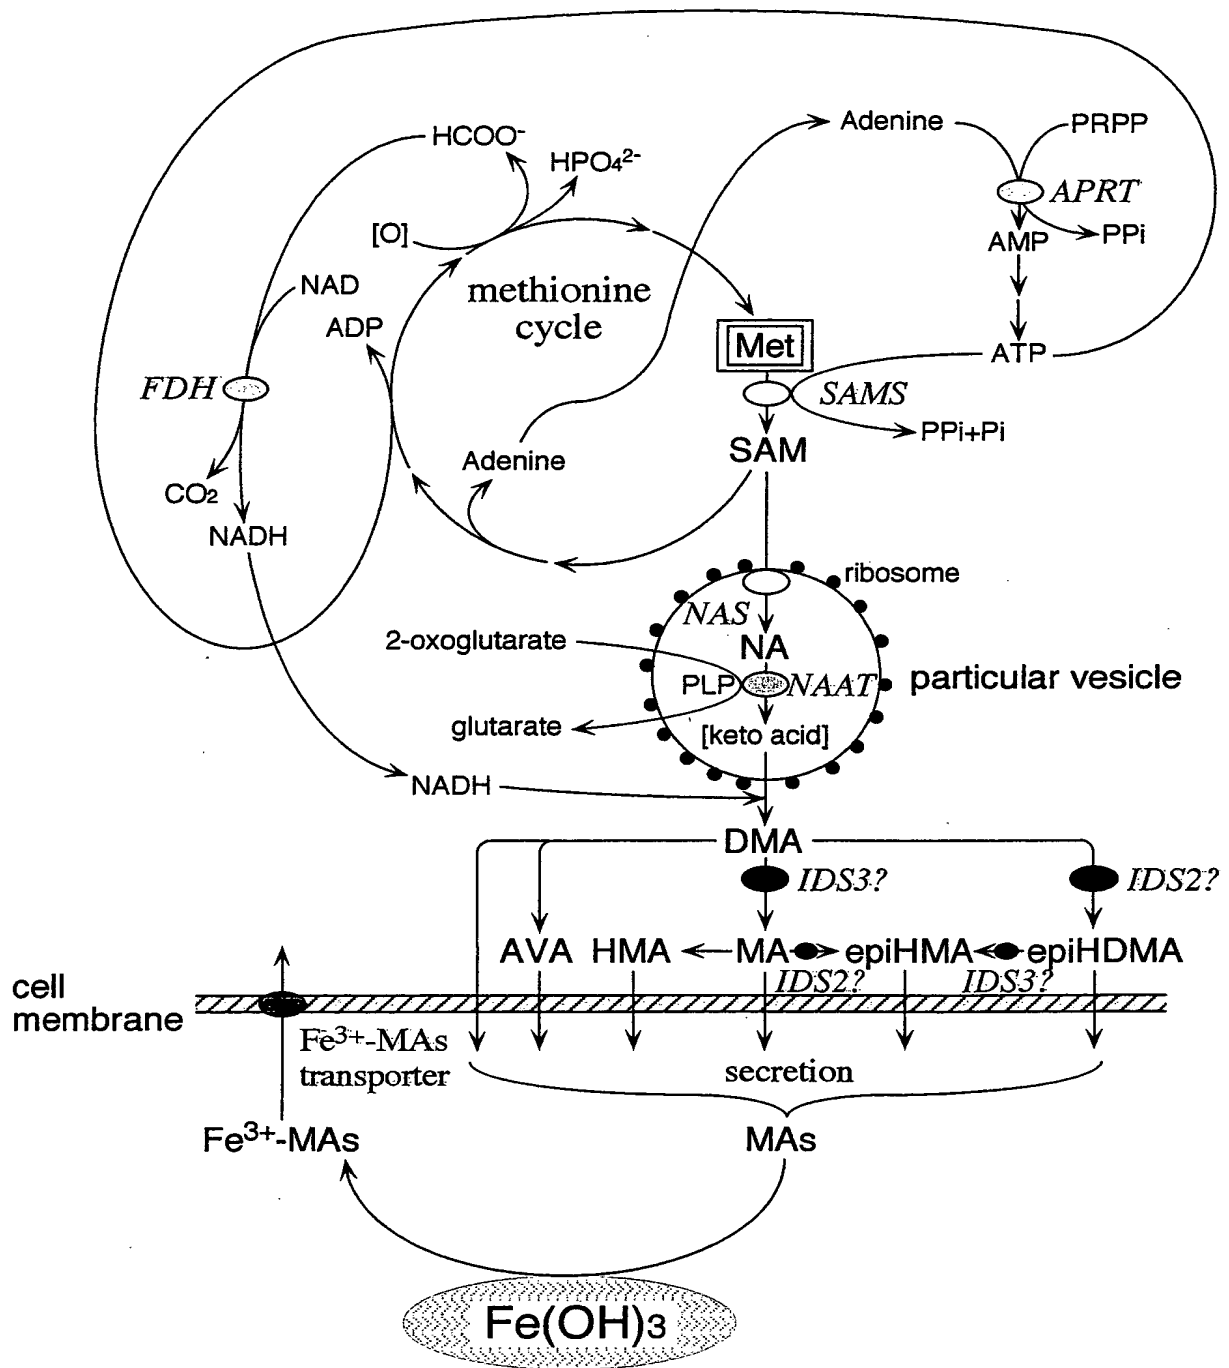 Adenine
PRPP
HCOO⁻
HPO₄²⁻
APRT
[O]
AMP
PPi
methionine
cycle
NAD
ADP
Met
ATP
FDH
SAMS
PPi+Pi
SAM
Adenine
CO₂
NADH
ribosome
NAS
2-oxoglutarate
NA
PLP
NAAT
particular vesicle
glutarate
[keto acid]
NADH
DMA
IDS3?
IDS2?
AVA
HMA
MA
epiHMA
epiHDMA
IDS2?
IDS3?
cell
membrane
Fe³⁺-MAs
transporter
secretion
Fe³⁺-MAs
MAs
Fe(OH)₃